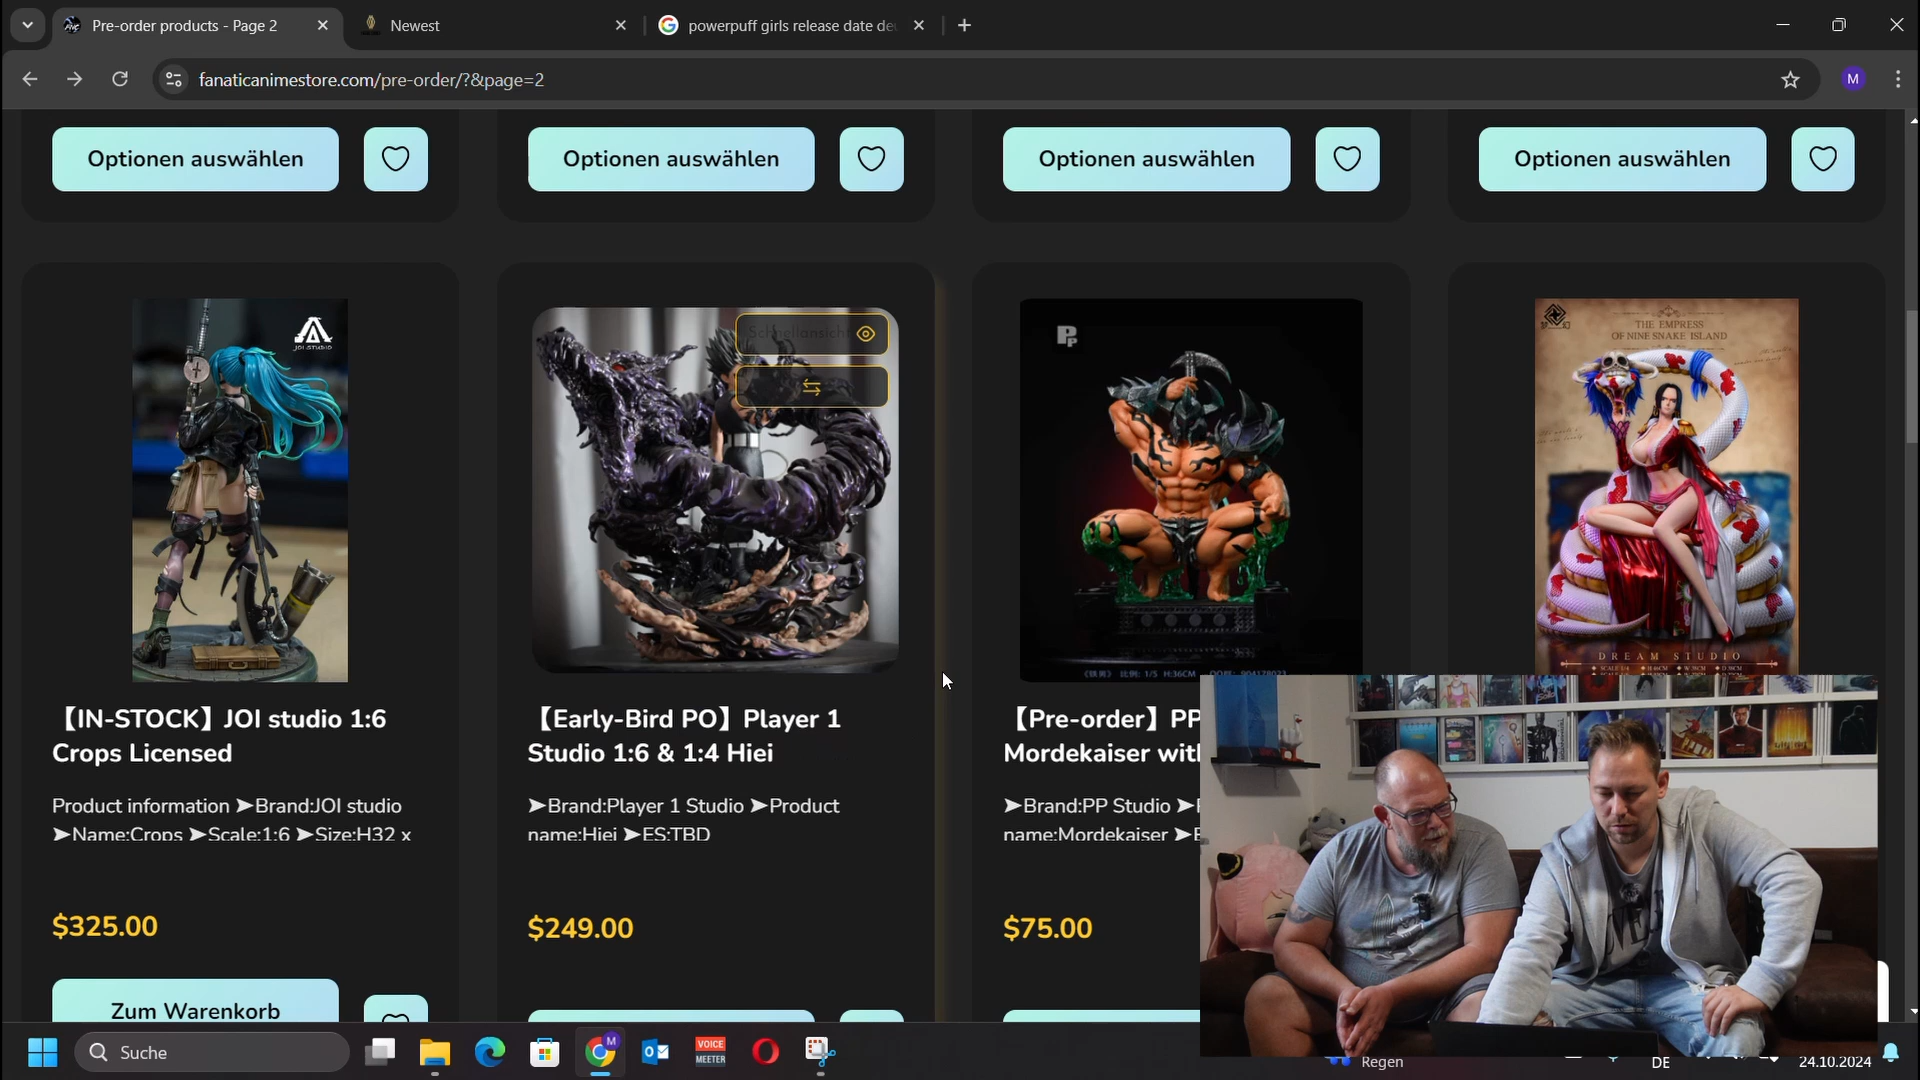 Pre-order products - Page 2
Newest
powerpuff girls release date de
fanaticanimestore.com/pre-order/?&page=2
M
Optionen auswählen
Optionen auswählen
Optionen auswählen
Optionen auswählen
JOI STUDIO
Schnellansicht
THE EMPRESS
OF NINE SNAKE ISLAND
DREAM STUDIO
【IN-STOCK】JOI studio 1:6
Crops Licensed
【Early-Bird PO】Player 1
Studio 1:6 & 1:4 Hiei
【Pre-order】PP
Mordekaiser with
Product information ➤Brand:JOI studio
➤Name:Crops ➤Scale:1:6 ➤Size:H32 x
➤Brand:Player 1 Studio ➤Product
name:Hiei ➤ES:TBD
➤Brand:PP Studio ➤
name:Mordekaiser ➤
$325.00
$249.00
$75.00
Zum Warenkorb
Suche
M
VOICE
MEETER
Regen
DE
24.10.2024